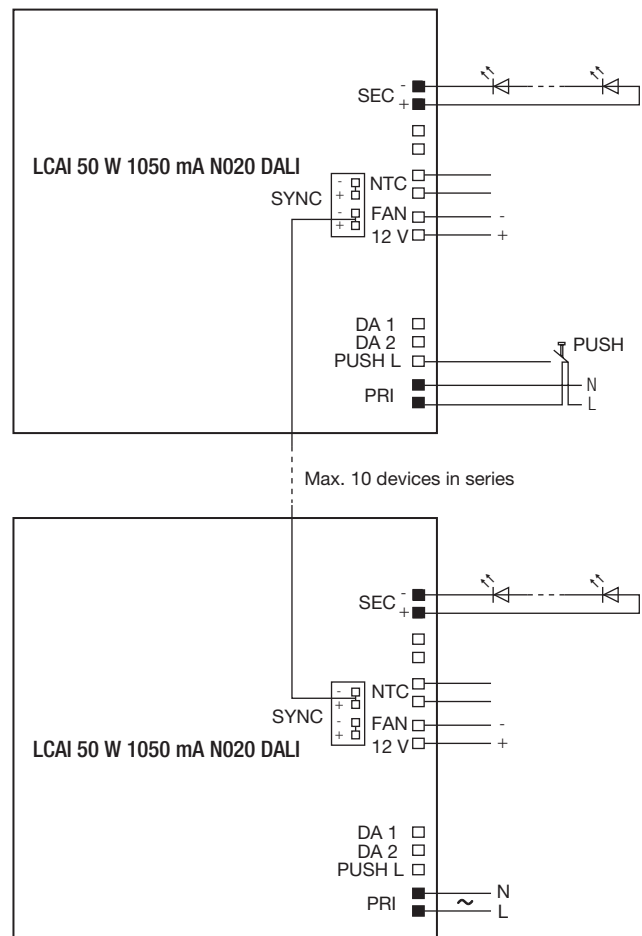 SEC -
+
LCAI 50 W 1050 mA N020 DALI
NTC
SYNC
- +
- +
FAN -
12 V +
DA 1
DA 2
PUSH L
PUSH
PRI
N
L
Max. 10 devices in series
SEC -
+
NTC
SYNC
- +
- +
FAN -
12 V +
LCAI 50 W 1050 mA N020 DALI
DA 1
DA 2
PUSH L
PRI
N
~
L